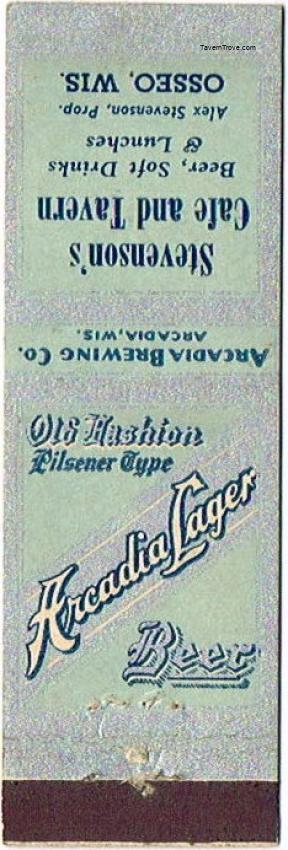 TavernTrove.com
Stevenson's
Cafe and Tavern
Beer, Soft Drinks
& Lunches
Alex Stevenson, Prop.
OSSEO, WIS.
ARCADIA BREWING CO.
ARCADIA, WIS.
Old Fashion
Pilsener Type
Arcadia Lager
Beer